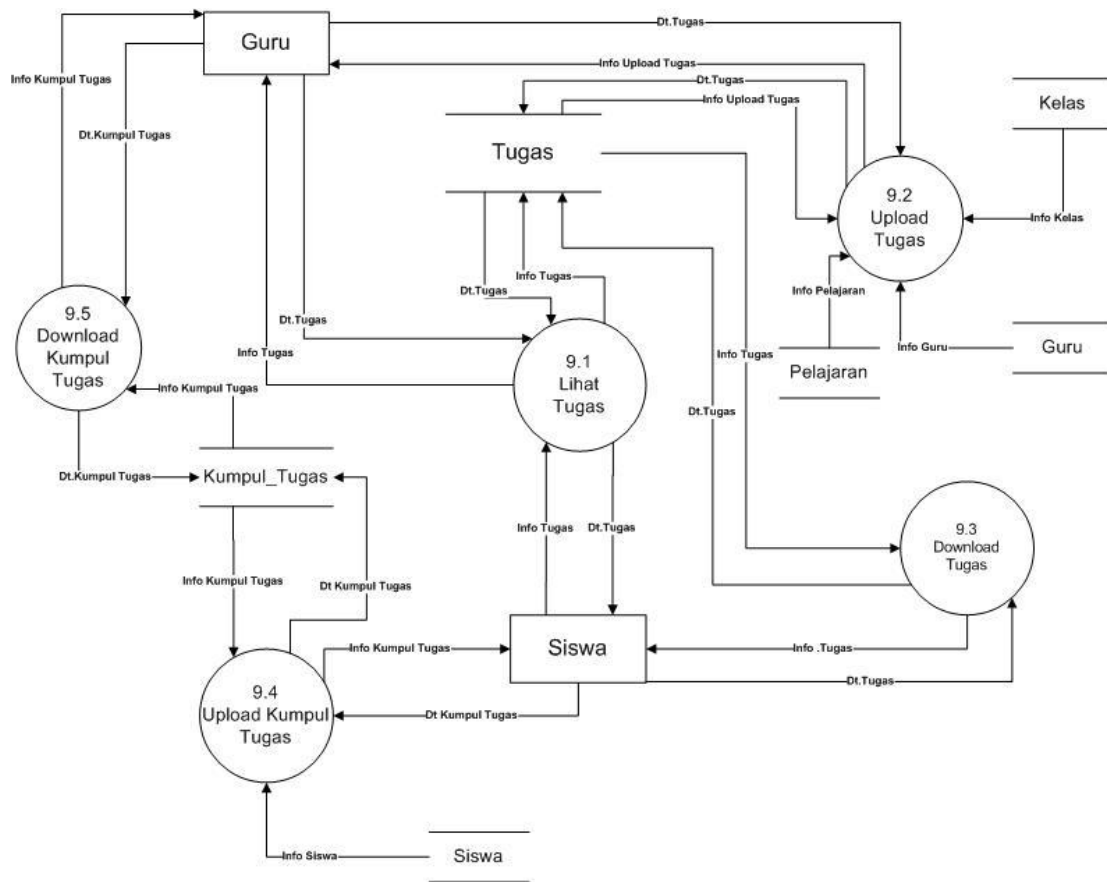 Guru
Dt.Tugas
Info Upload Tugas
Dt.Tugas
Info Upload Tugas
Info Kumpul Tugas
Kelas
Dt.Kumpul Tugas
Tugas
9.2
Upload
Tugas
Info Kelas
Info Tugas
Dt.Tugas
Info Pelajaran
9.5
Download
Kumpul
Tugas
Dt.Tugas
Info Tugas
Info Tugas
Info Guru
Guru
9.1
Lihat
Tugas
Pelajaran
Info Kumpul Tugas
Dt.Tugas
Dt.Kumpul Tugas
Kumpul_Tugas
Info Tugas
Dt.Tugas
9.3
Download
Tugas
Info Kumpul Tugas
Dt Kumpul Tugas
Info Kumpul Tugas
Siswa
Info .Tugas
Dt.Tugas
9.4
Upload Kumpul
Tugas
Dt Kumpul Tugas
Info Siswa
Siswa